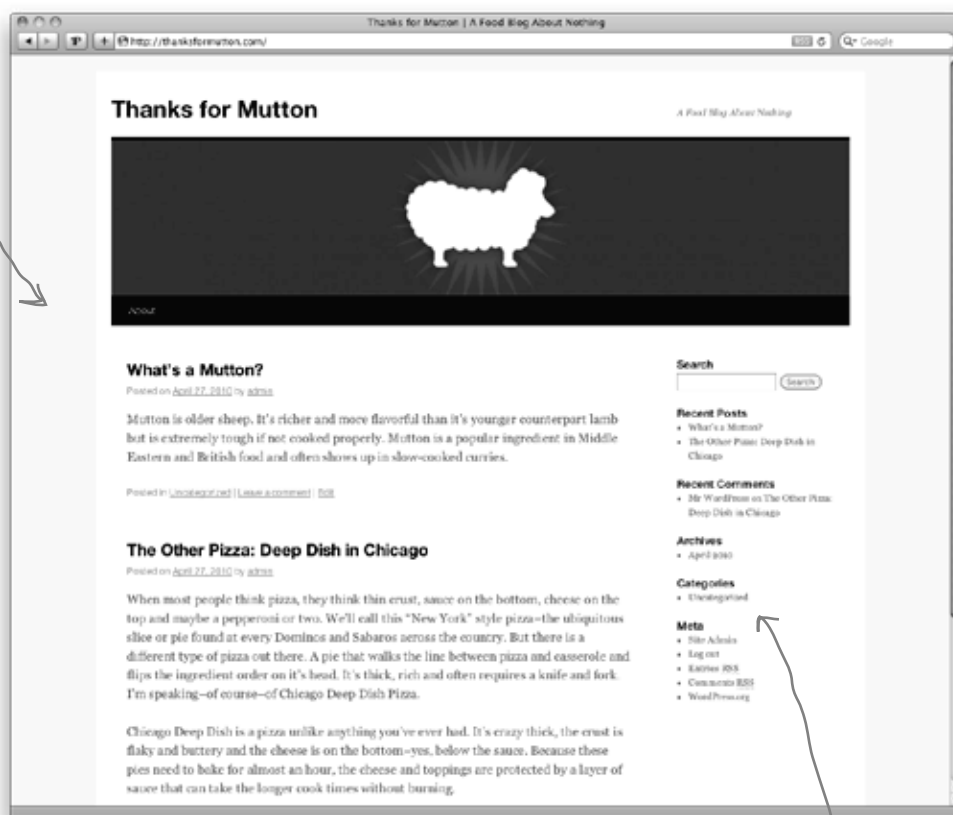 Thanks for Mutton | A Food Blog About Nothing
http://thanksformutton.com/
RSS
Google
Thanks for Mutton
A Food Blog About Nothing
About
What's a Mutton?
Posted on April 27, 2010 by admin
Mutton is older sheep. It's richer and more flavorful than it's younger counterpart lamb
but is extremely tough if not cooked properly. Mutton is a popular ingredient in Middle
Eastern and British food and often shows up in slow-cooked curries.
Posted in Uncategorized | Leave a comment | Edit
The Other Pizza: Deep Dish in Chicago
Posted on April 27, 2010 by admin
When most people think pizza, they think thin crust, sauce on the bottom, cheese on the
top and maybe a pepperoni or two. We'll call this “New York” style pizza–the ubiquitous
slice or pie found at every Dominos and Sabaros across the country. But there is a
different type of pizza out there. A pie that walks the line between pizza and casserole and
flips the ingredient order on it's head. It's thick, rich and often requires a knife and fork.
I'm speaking–of course–of Chicago Deep Dish Pizza.
Chicago Deep Dish is a pizza unlike anything you've ever had. It's crazy thick, the crust is
flaky and buttery and the cheese is on the bottom–yes, below the sauce. Because these
pies need to bake for almost an hour, the cheese and toppings are protected by a layer of
sauce that can take the longer cook times without burning.
Search
Search
Recent Posts
What's a Mutton?
The Other Pizza: Deep Dish in
Chicago
Recent Comments
Mr WordPress on The Other Pizza:
Deep Dish in Chicago
Archives
April 2010
Categories
Uncategorized
Meta
Site Admin
Log out
Entries RSS
Comments RSS
WordPress.org